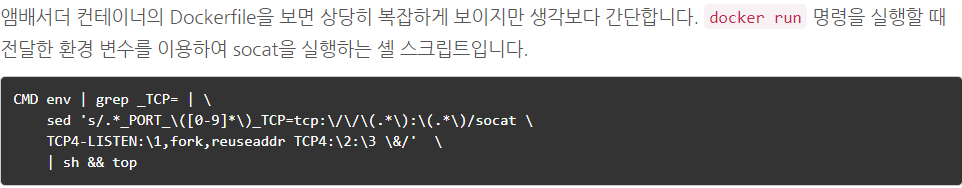 앰배서더 컨테이너의 Dockerfile을 보면 상당히 복잡하게 보이지만 생각보다 간단합니다. docker run 명령을 실행할 때
전달한 환경 변수를 이용하여 socat을 실행하는 셸 스크립트입니다.
CMD env | grep _TCP= | \
    sed 's/.*_PORT_\([0-9]*\)_TCP=tcp:\/\/\(.*\):\(.*\)/socat \
    TCP4-LISTEN:\1,fork,reuseaddr TCP4:\2:\3 \&/'  \
    | sh && top